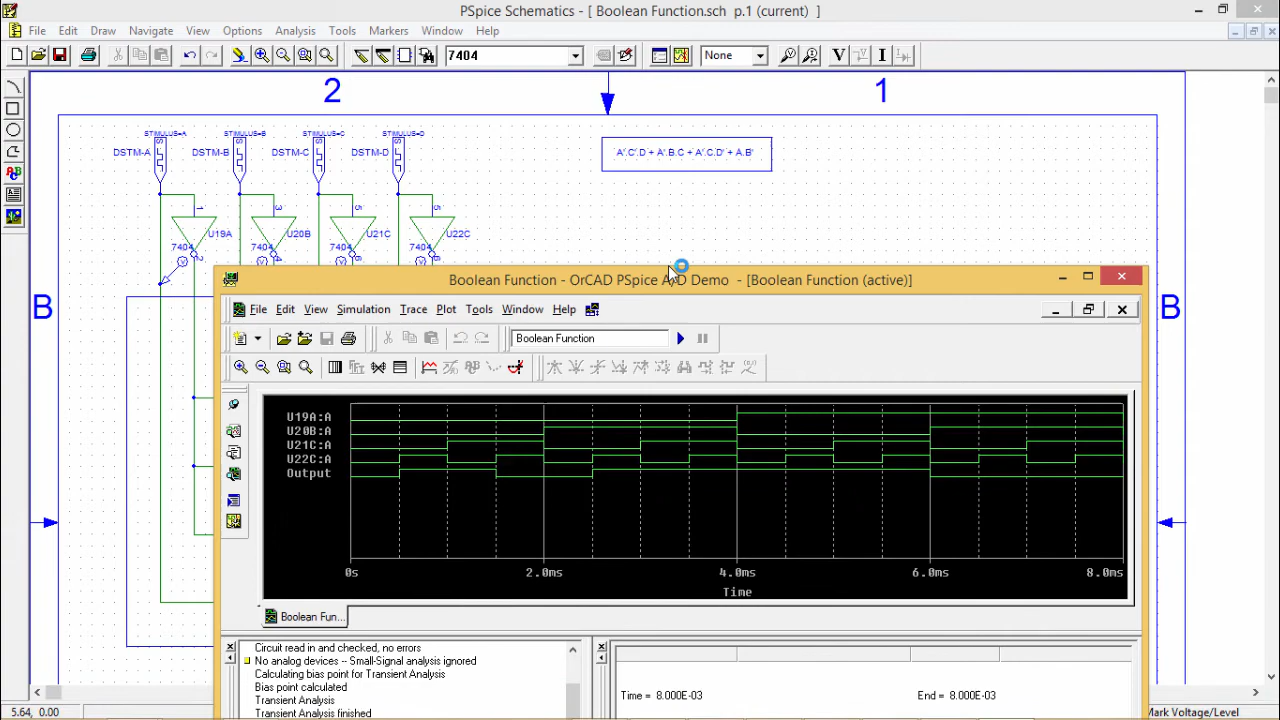 PSpice Schematics - [ Boolean Function.sch  p.1 (current)  ]
File Edit Draw Navigate View Options Analysis Tools Markers Window Help
7404 None V I
2 1
STIMULUS=A STIMULUS=B STIMULUS=C STIMULUS=D
DSTM-A DSTM-B DSTM-C DSTM-D
A'.C'.D + A'.B.C + A'.C.D' + A.B'
1 3 5 5
U19A U20B U21C U22C
7404 7404 7404 7404
B B
Boolean Function - OrCAD PSpice A/D Demo - [Boolean Function (active)]
File Edit View Simulation Trace Plot Tools Window Help
Boolean Function
U19A:A
U20B:A
U21C:A
U22C:A
Output
0s 2.0ms 4.0ms 6.0ms 8.0ms
Time
Boolean Fun...
Circuit read in and checked, no errors
No analog devices -- Small-Signal analysis ignored
Calculating bias point for Transient Analysis
Bias point calculated
Transient Analysis
Transient Analysis finished
Time = 8.000E-03 End = 8.000E-03
5.64, 0.00 Mark Voltage/Level